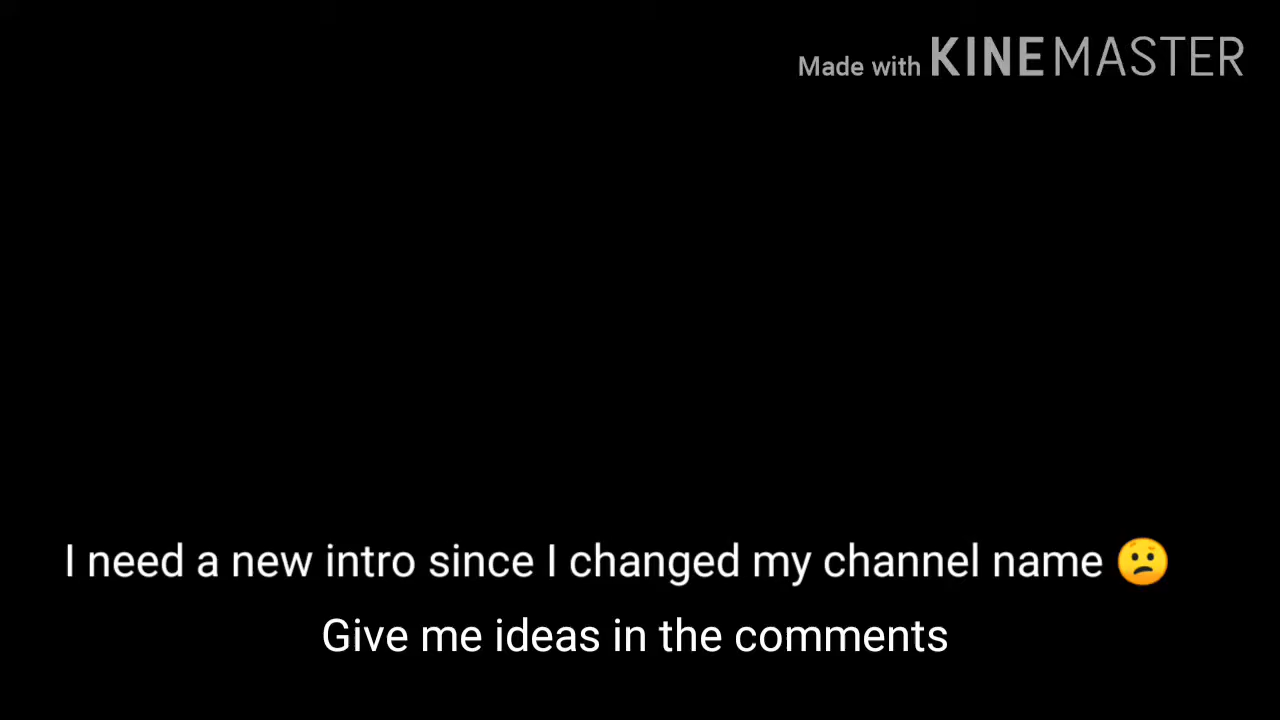 Made with KINEMASTER
I need a new intro since I changed my channel name 😕
Give me ideas in the comments